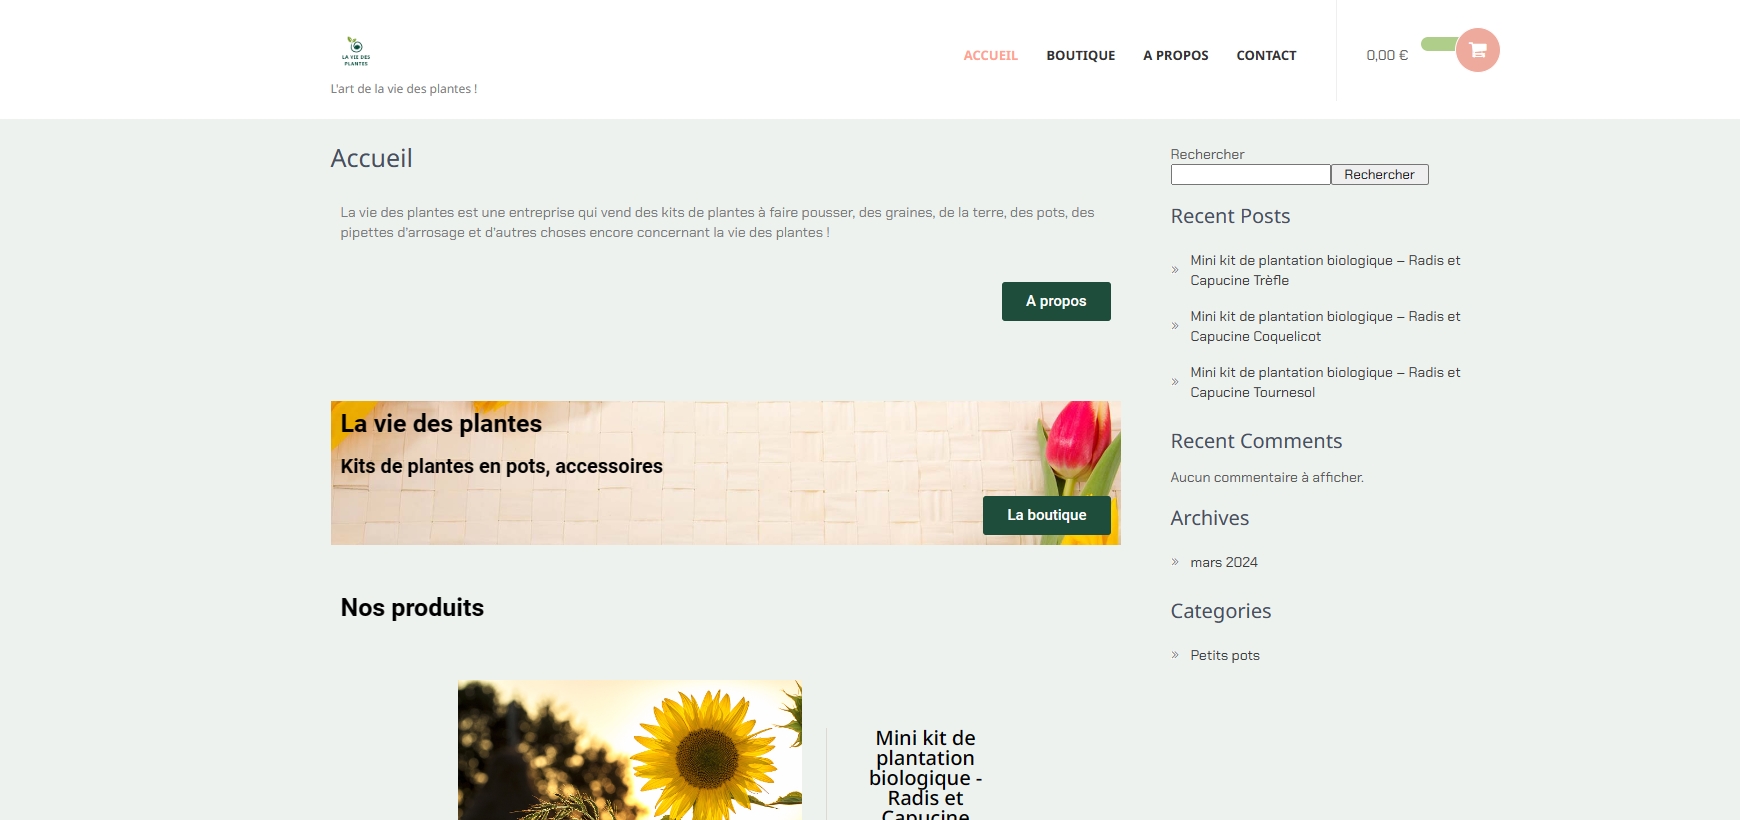 LA VIE DES
PLANTES
L'art de la vie des plantes !
ACCUEIL
BOUTIQUE
A PROPOS
CONTACT
0,00 €
Accueil
La vie des plantes est une entreprise qui vend des kits de plantes à faire pousser, des graines, de la terre, des pots, des
pipettes d'arrosage et d'autres choses encore concernant la vie des plantes !
A propos
La vie des plantes
Kits de plantes en pots, accessoires
La boutique
Nos produits
Mini kit de
plantation
biologique -
Radis et
Capucine
Rechercher
Rechercher
Recent Posts
Mini kit de plantation biologique – Radis et
Capucine Trèfle
Mini kit de plantation biologique – Radis et
Capucine Coquelicot
Mini kit de plantation biologique – Radis et
Capucine Tournesol
Recent Comments
Aucun commentaire à afficher.
Archives
mars 2024
Categories
Petits pots